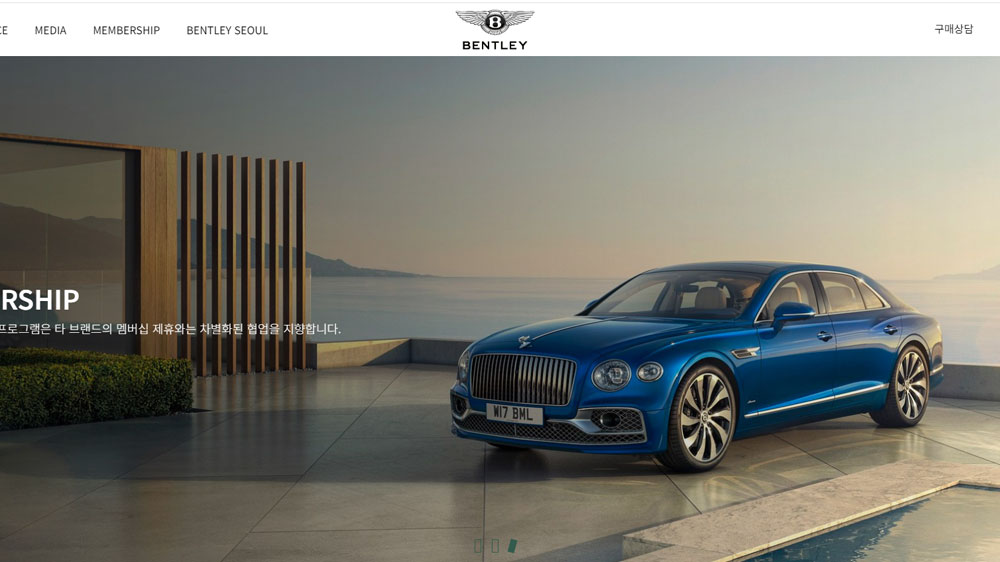 CE
MEDIA
MEMBERSHIP
BENTLEY SEOUL
B
BENTLEY
구매상담
RSHIP
프로그램은 타 브랜드의 멤버십 제휴와는 차별화된 협업을 지향합니다.
W17 BML